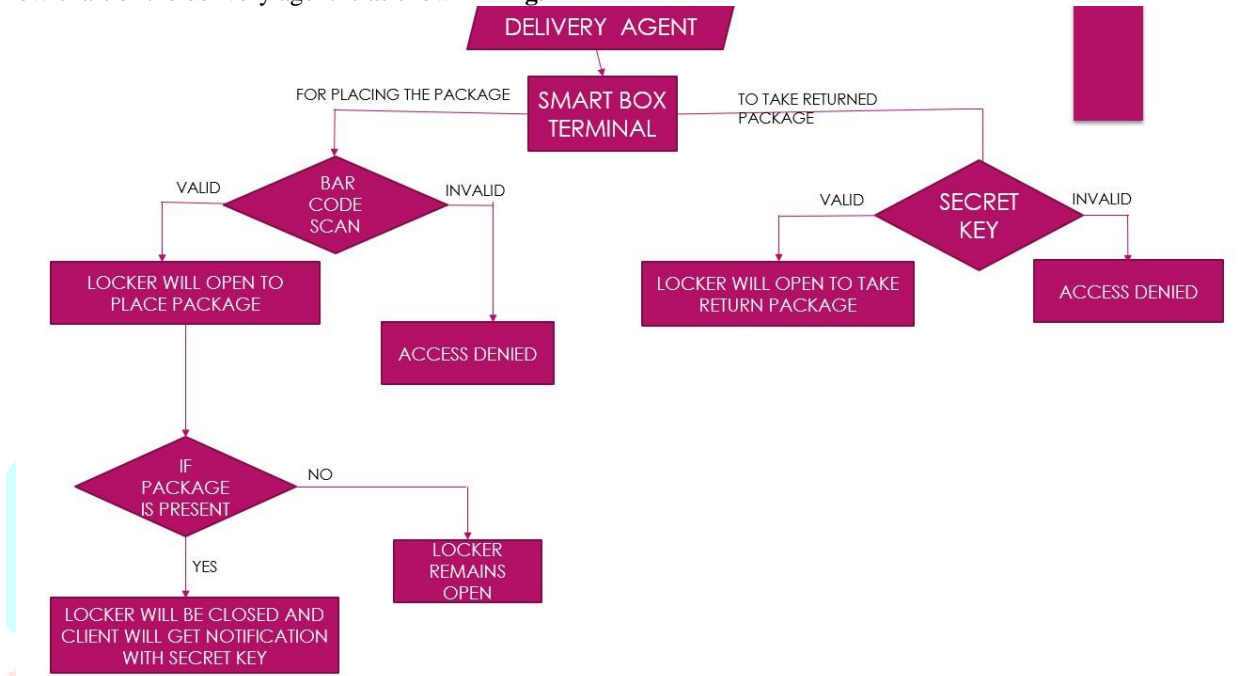 DELIVERY AGENT
FOR PLACING THE PACKAGE
SMART BOX
TERMINAL
TO TAKE RETURNED
PACKAGE
VALID
BAR
CODE
SCAN
INVALID
VALID
SECRET
KEY
INVALID
LOCKER WILL OPEN TO
PLACE PACKAGE
ACCESS DENIED
LOCKER WILL OPEN TO TAKE
RETURN PACKAGE
ACCESS DENIED
IF
PACKAGE
IS PRESENT
NO
LOCKER
REMAINS
OPEN
YES
LOCKER WILL BE CLOSED AND
CLIENT WILL GET NOTIFICATION
WITH SECRET KEY